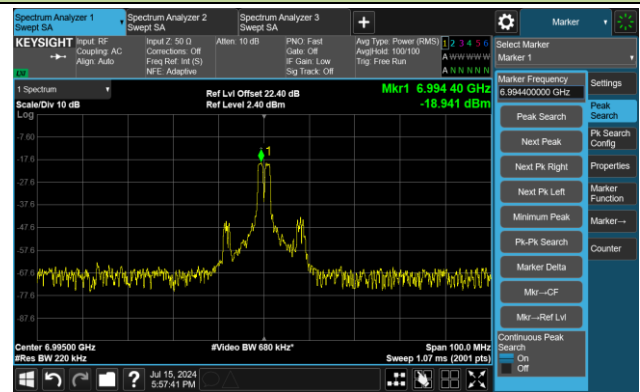 Spectrum Analyzer 1
Swept SA
Spectrum Analyzer 2
Swept SA
Spectrum Analyzer 3
Swept SA
+
Marker
KEYSIGHT
Input: RF
Coupling: AC
Align: Auto
Input Z: 50 Ω
Corrections: Off
Freq Ref: Int (S)
NFE: Adaptive
Atten: 10 dB
PNO: Fast
Gate: Off
IF Gain: Low
Sig Track: Off
Avg Type: Power (RMS)
Avg|Hold: 100/100
Trig: Free Run
1 2 3 4 5 6
A W W W W W
A N N N N N
Select Marker
Marker 1
1 Spectrum
Ref Lvl Offset 22.40 dB
Mkr1 6.994 40 GHz
Scale/Div 10 dB
Ref Level 2.40 dBm
-18.941 dBm
Log
-7.60
-17.6
-27.6
-37.6
-47.6
-57.6
-67.6
-77.6
-87.6
1
Center 6.99500 GHz
#Video BW 680 kHz*
Span 100.0 MHz
#Res BW 220 kHz
Sweep 1.07 ms (2001 pts)
Marker Frequency
6.994400000 GHz
Peak Search
Next Peak
Next Pk Right
Next Pk Left
Minimum Peak
Pk-Pk Search
Marker Delta
Mkr→CF
Mkr→Ref Lvl
Continuous Peak
Search
On
Off
Settings
Peak
Search
Pk Search
Config
Properties
Marker
Function
Marker→
Counter
?
Jul 15, 2024
5:57:41 PM